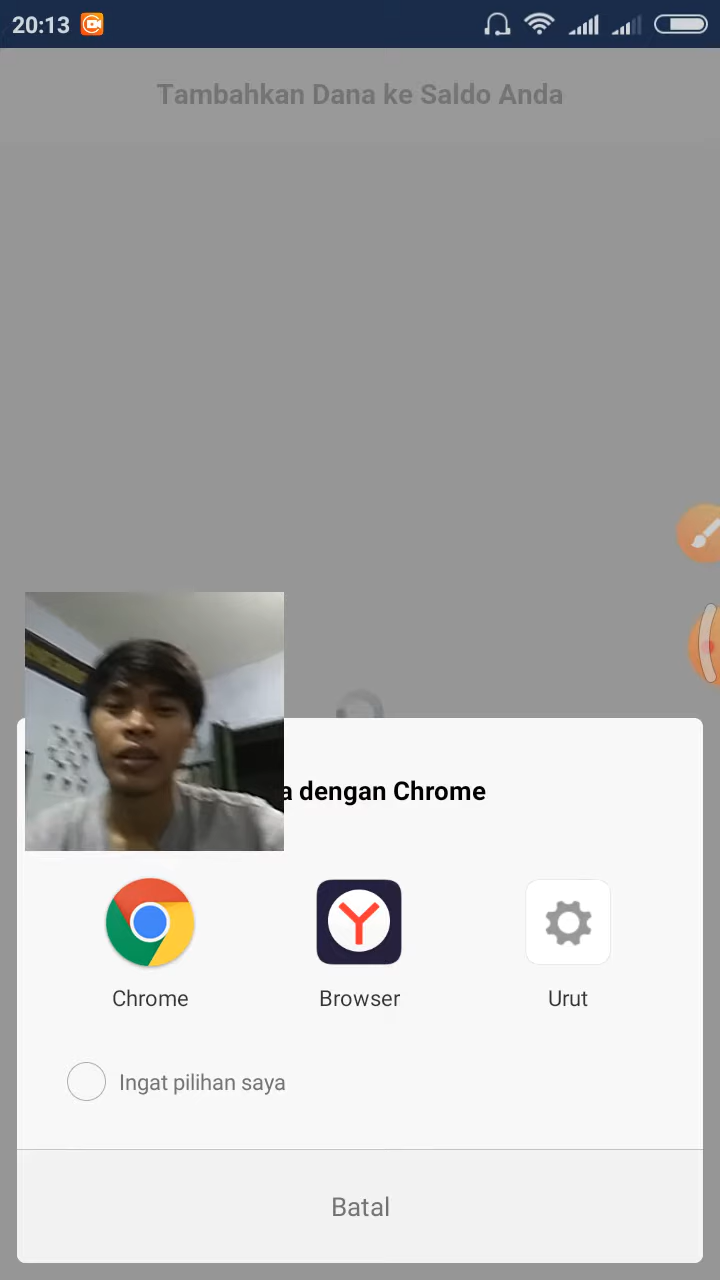 20:13
Tambahkan Dana ke Saldo Anda
dengan Chrome
Chrome
Browser
Urut
Ingat pilihan saya
Batal